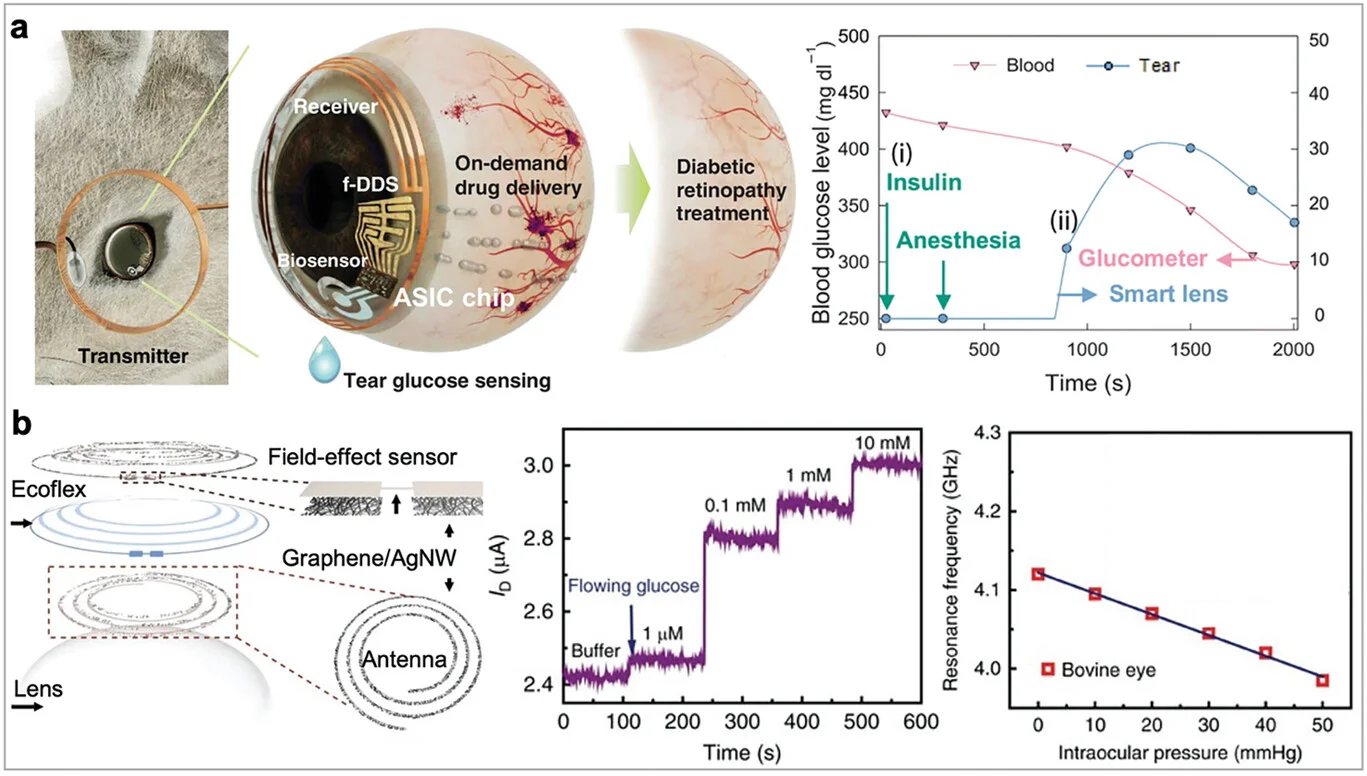 a
Transmitter
Receiver
f-DDS
Biosensor
ASIC chip
On-demand
drug delivery
Tear glucose sensing
Diabetic
retinopathy
treatment
Blood glucose level (mg dl⁻¹)
500
450
400
350
300
250
Blood
Tear
(i)
Insulin
Anesthesia
(ii)
Glucometer
Smart lens
50
40
30
20
10
0
0
500
1000
1500
2000
Time (s)
b
Ecoflex
Lens
Field-effect sensor
Graphene/AgNW
Antenna
I_D (μA)
3.0
2.8
2.6
2.4
Buffer
Flowing glucose
1 μM
0.1 mM
1 mM
10 mM
0 100 200 300 400 500 600
Time (s)
Resonance frequency (GHz)
4.3
4.2
4.1
4.0
Bovine eye
0 10 20 30 40 50
Intraocular pressure (mmHg)